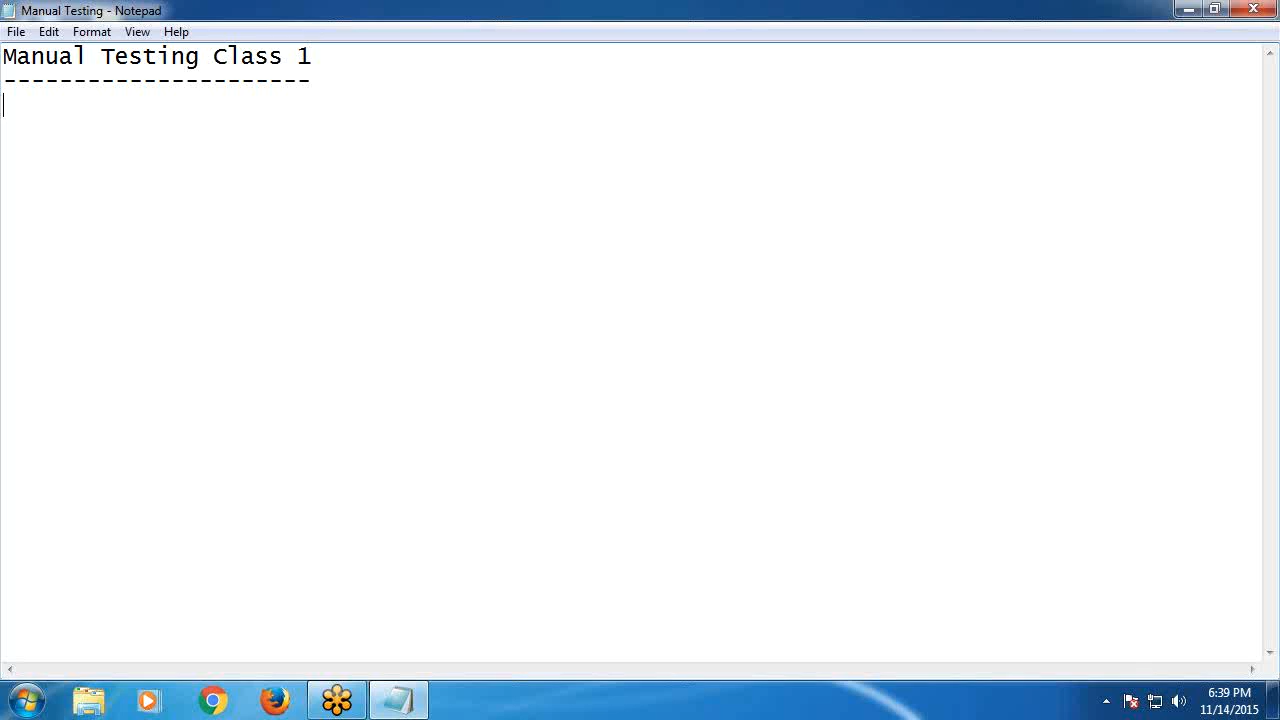 Manual Testing - Notepad
File Edit Format View Help
Manual Testing Class 1
----------------------
6:39 PM
11/14/2015